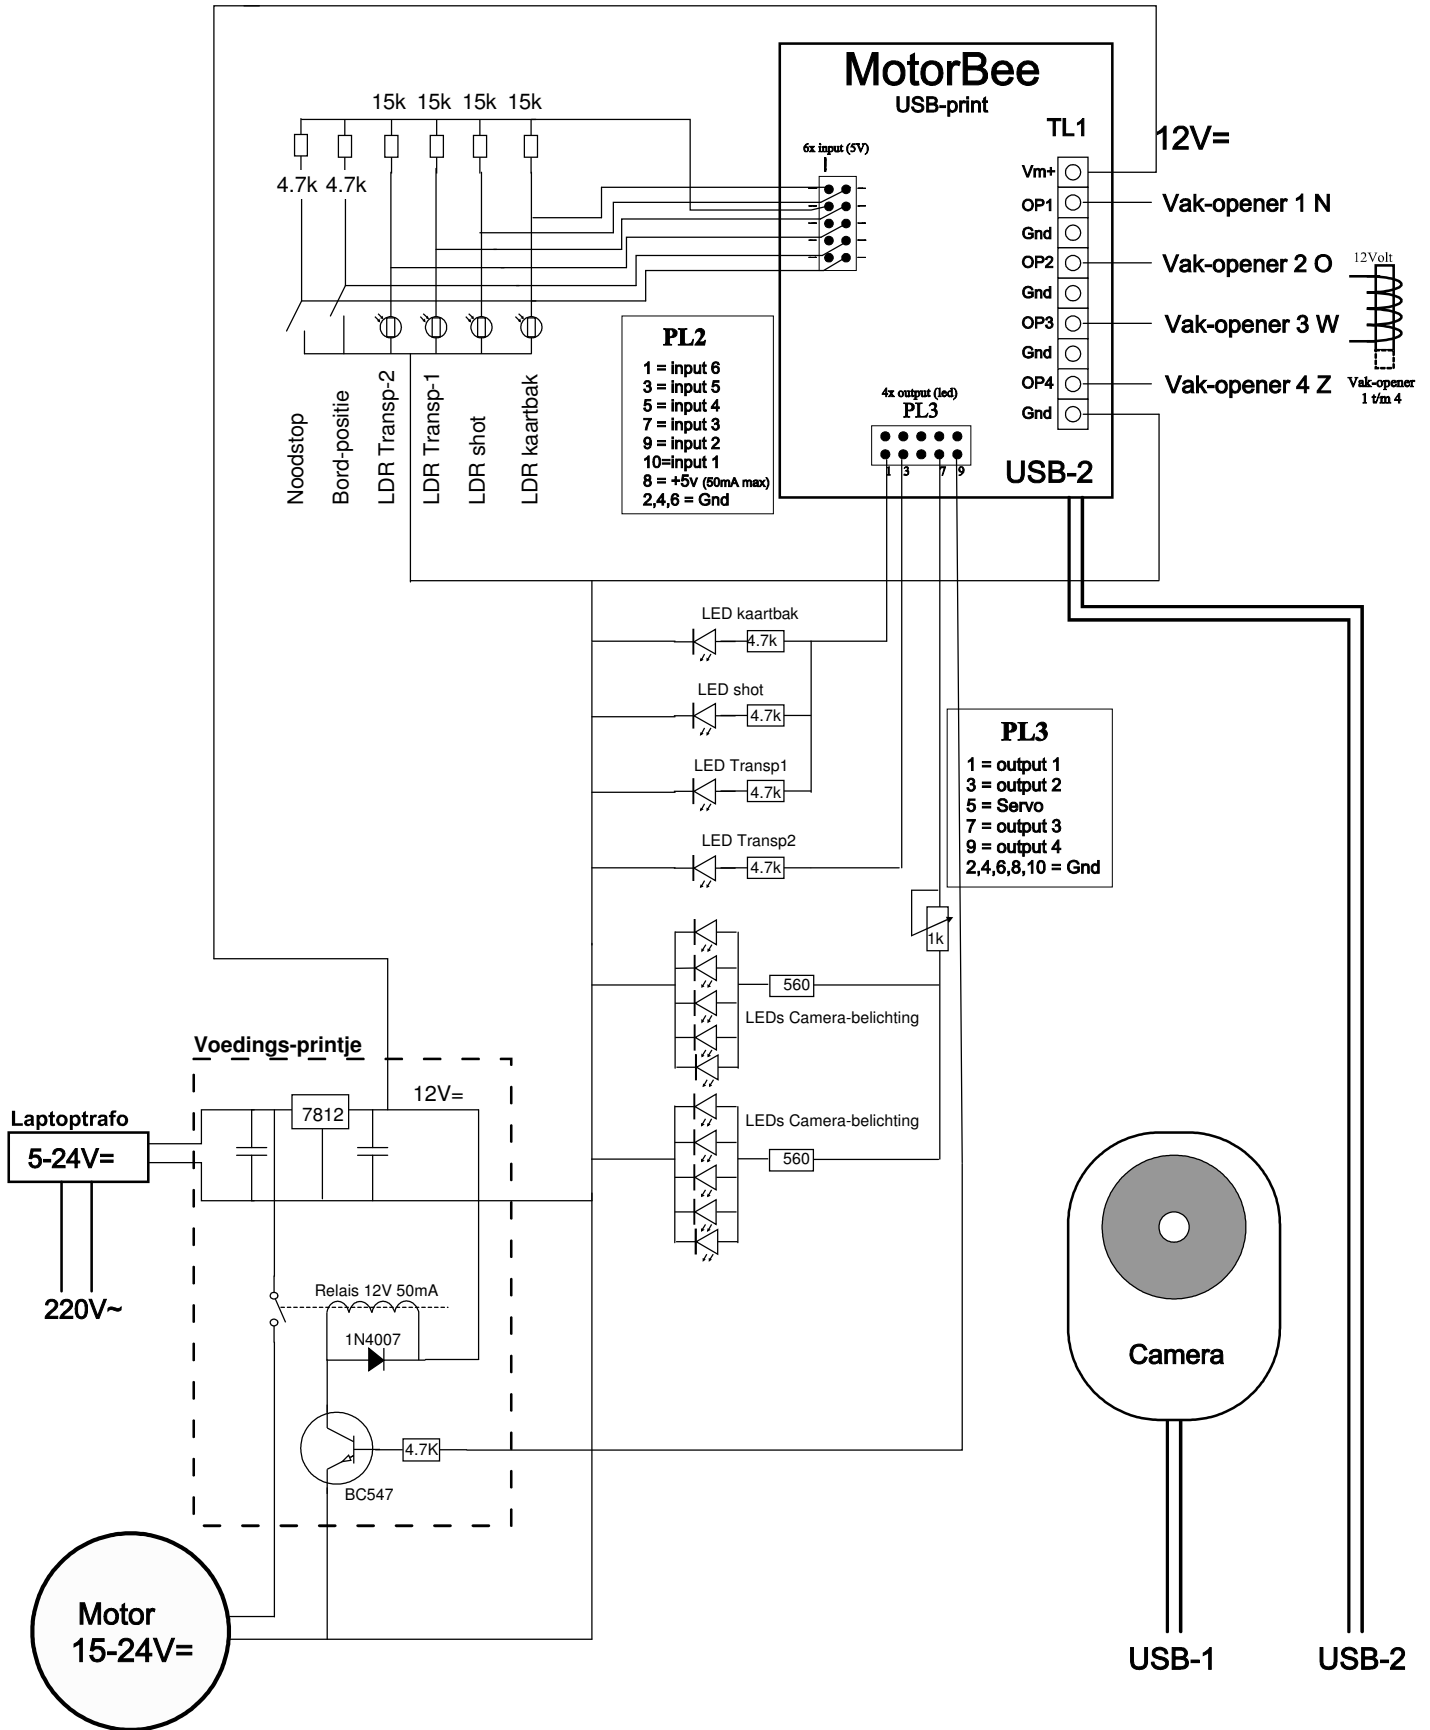 MotorBee
USB-print
15k 15k 15k 15k
4.7k 4.7k
6x input (5V)
TL1
12V=
Vm+
OP1
Vak-opener 1 N
Gnd
OP2
Vak-opener 2 O
Gnd
OP3
Vak-opener 3 W
Gnd
OP4
Vak-opener 4 Z
Gnd
12Volt
Vak-opener
1 t/m 4
PL2
1 = input 6
3 = input 5
5 = input 4
7 = input 3
9 = input 2
10=input 1
8 = +5v (50mA max)
2,4,6 = Gnd
4x output (led)
PL3
1 3 7 9
USB-2
Noodstop
Bord-positie
LDR Transp-2
LDR Transp-1
LDR shot
LDR kaartbak
LED kaartbak
4.7k
LED shot
4.7k
LED Transp1
4.7k
LED Transp2
4.7k
PL3
1 = output 1
3 = output 2
5 = Servo
7 = output 3
9 = output 4
2,4,6,8,10 = Gnd
1k
560
LEDs Camera-belichting
LEDs Camera-belichting
560
Voedings-printje
12V=
7812
Laptoptrafo
5-24V=
220V~
Relais 12V 50mA
1N4007
4.7K
BC547
Motor
15-24V=
Camera
USB-1
USB-2